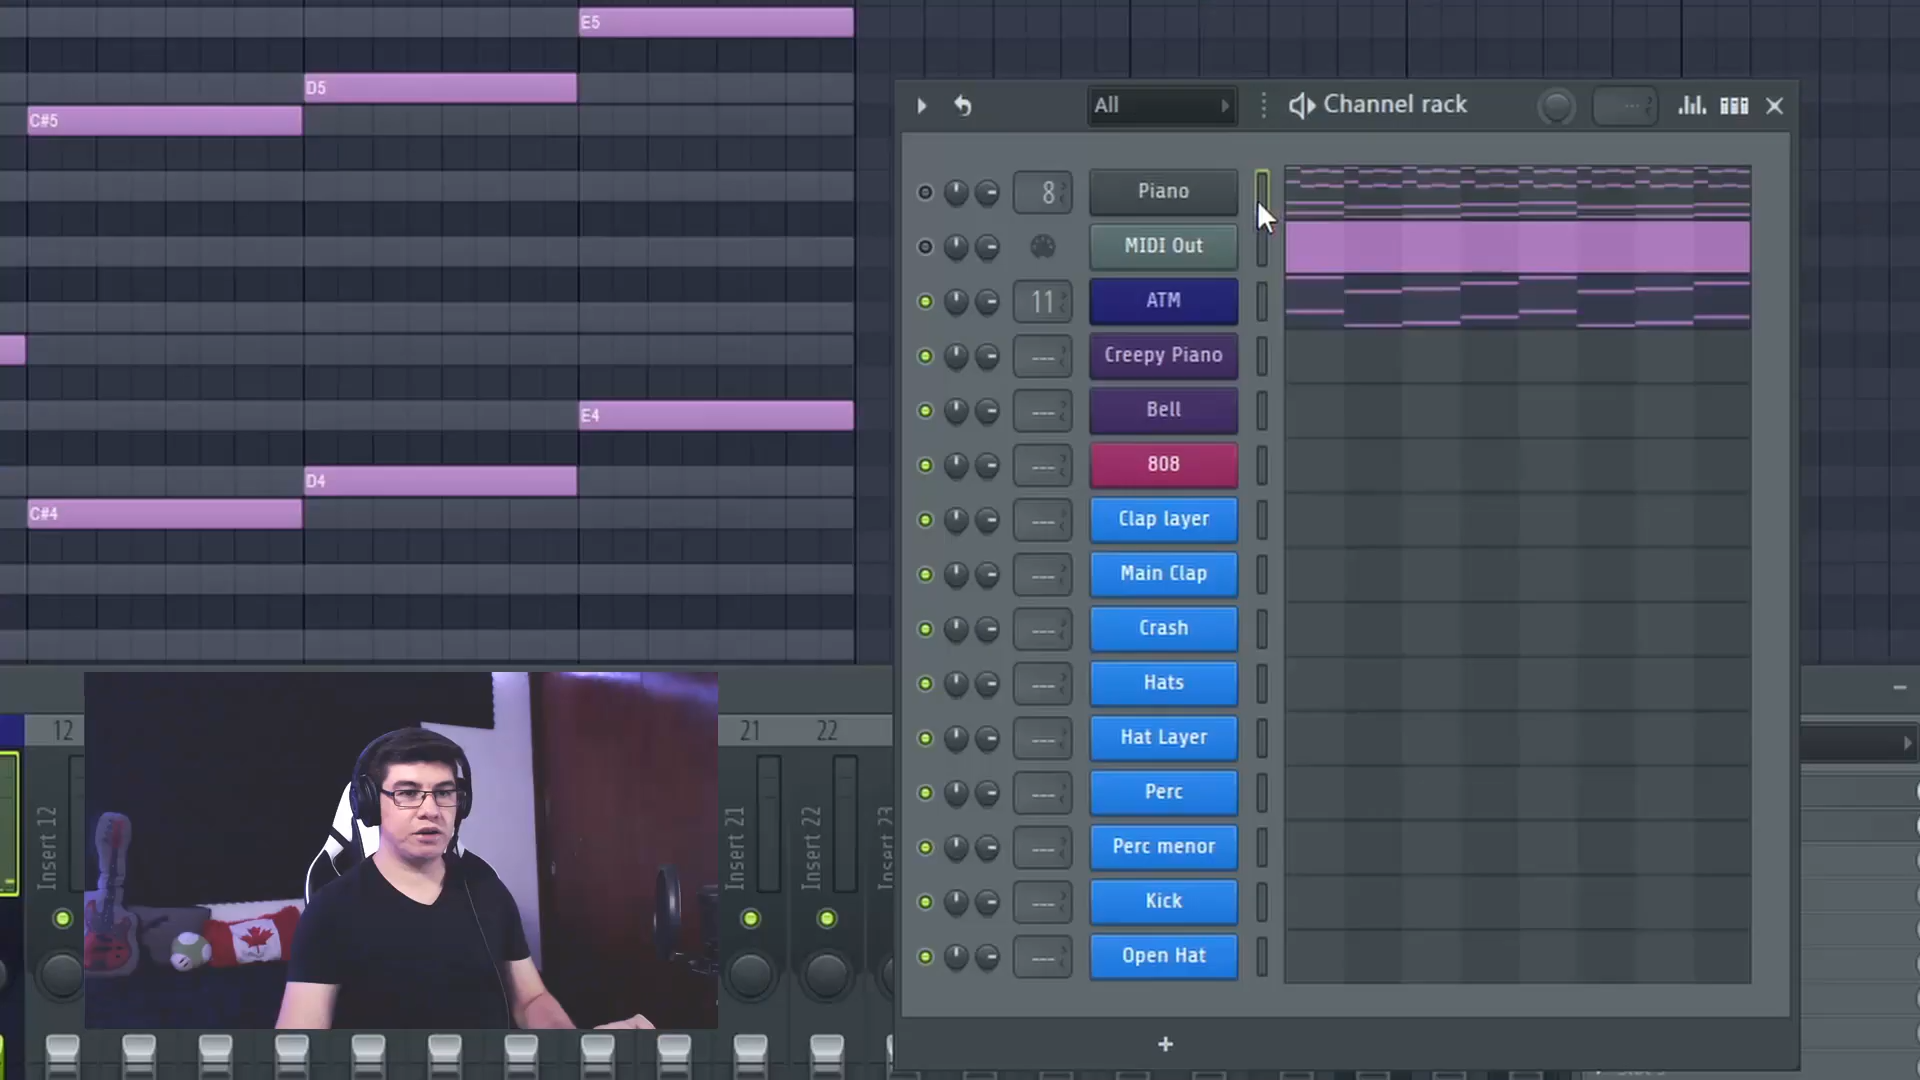 E5
D5
C#5
E4
D4
C#4
All
Channel rack
8 Piano
MIDI Out
11 ATM
--- Creepy Piano
--- Bell
--- 808
--- Clap layer
--- Main Clap
--- Crash
--- Hats
--- Hat Layer
--- Perc
--- Perc menor
--- Kick
--- Open Hat
+
12
21
22
Insert 12
Insert 21
Insert 22